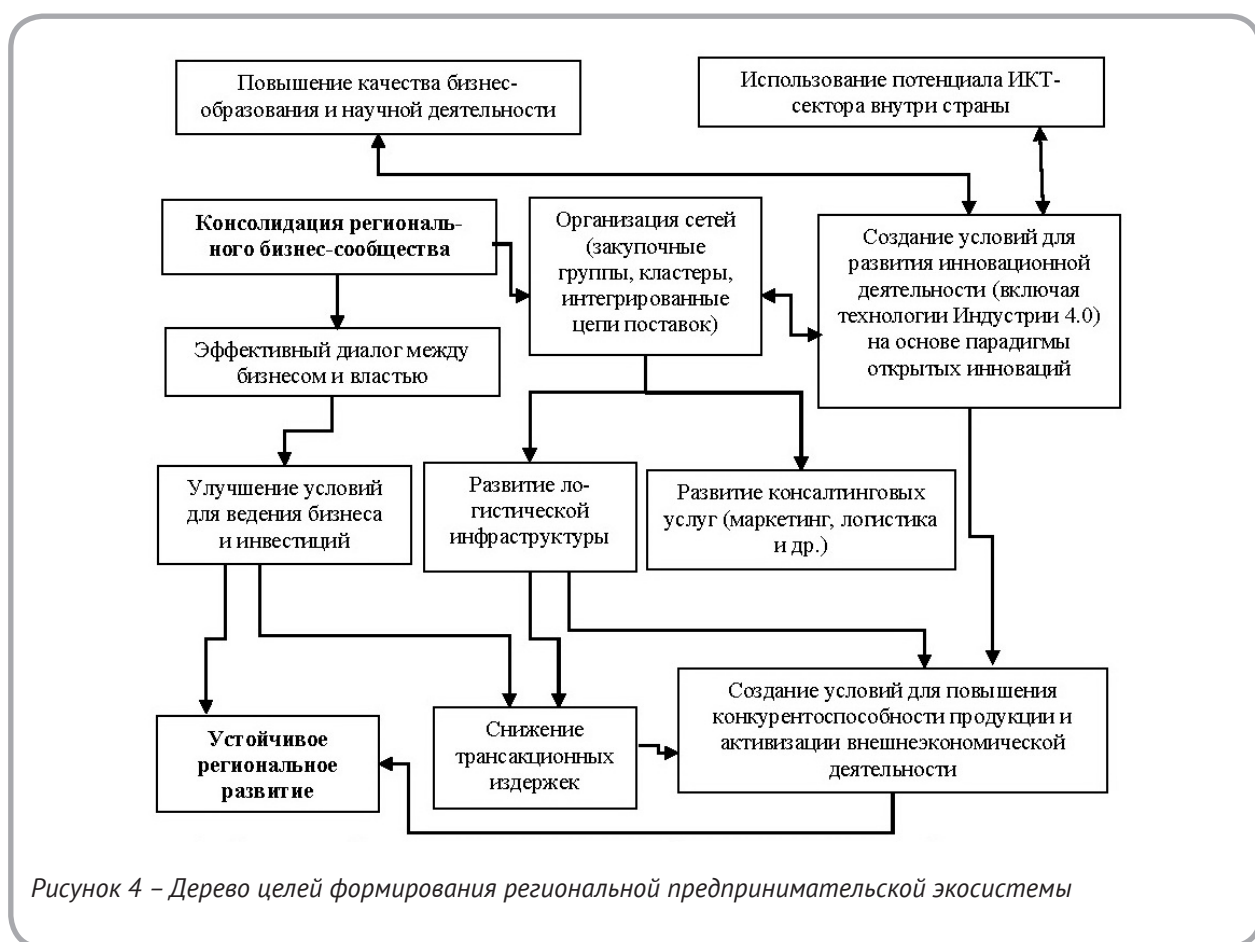 Повышение качества бизнес-
образования и научной деятельности
Использование потенциала ИКТ-
сектора внутри страны
Консолидация региональ-
ного бизнес-сообщества
Организация сетей
(закупочные
группы, кластеры,
интегрированные
цепи поставок)
Создание условий для
развития инновационной
деятельности (включая
технологии Индустрии 4.0)
на основе парадигмы
открытых инноваций
Эффективный диалог между
бизнесом и властью
Улучшение условий
для ведения бизнеса
и инвестиций
Развитие ло-
гистической
инфраструктуры
Развитие консалтинговых
услуг (маркетинг, логистика
и др.)
Устойчивое
региональное
развитие
Снижение
трансакционных
издержек
Создание условий для повышения
конкурентоспособности продукции и
активизации внешнеэкономической
деятельности
Рисунок 4 – Дерево целей формирования региональной предпринимательской экосистемы